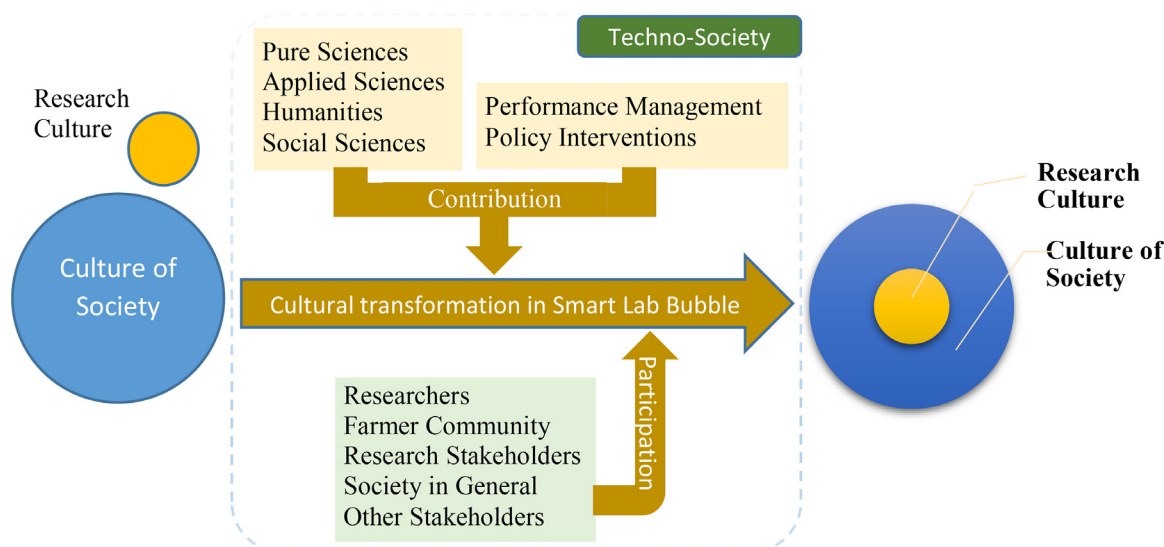 Techno-Society
Pure Sciences
Applied Sciences
Humanities
Social Sciences
Performance Management
Policy Interventions
Research
Culture
Contribution
Culture of
Society
Cultural transformation in Smart Lab Bubble
Research
Culture
Culture of
Society
Participation
Researchers
Farmer Community
Research Stakeholders
Society in General
Other Stakeholders